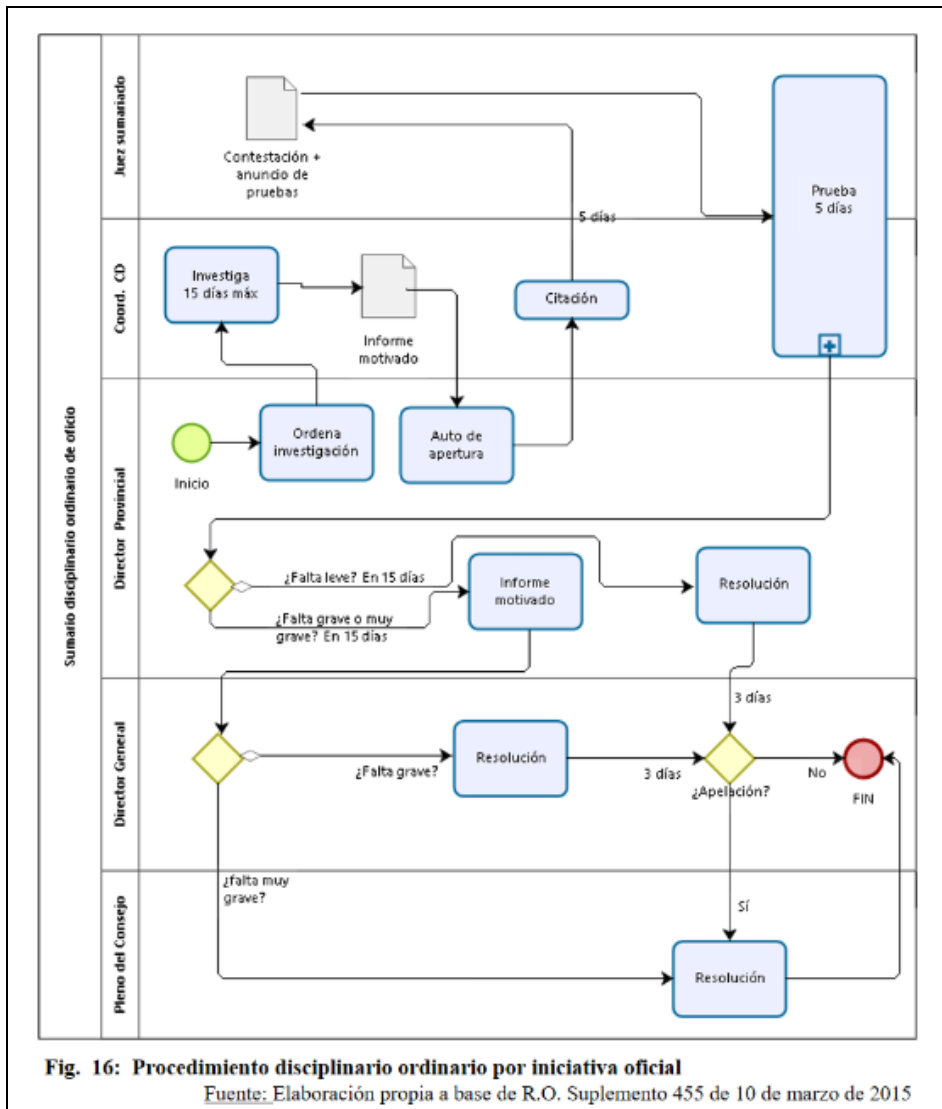 Sumario disciplinario ordinario de oficio
Juez sumariado
Contestación +
anuncio de
pruebas
Prueba
5 días
5 días
Coord. CD
Investiga
15 días máx
Informe
motivado
Citación
Director Provincial
Inicio
Ordena
investigación
Auto de
apertura
¿Falta leve? En 15 días
¿Falta grave o muy
grave? En 15 días
Informe
motivado
Resolución
Director General
3 días
¿Falta grave?
Resolución
3 días
¿Apelación?
No
FIN
Pleno del Consejo
¿falta muy
grave?
Sí
Resolución
Fig. 16: Procedimiento disciplinario ordinario por iniciativa oficial
Fuente: Elaboración propia a base de R.O. Suplemento 455 de 10 de marzo de 2015